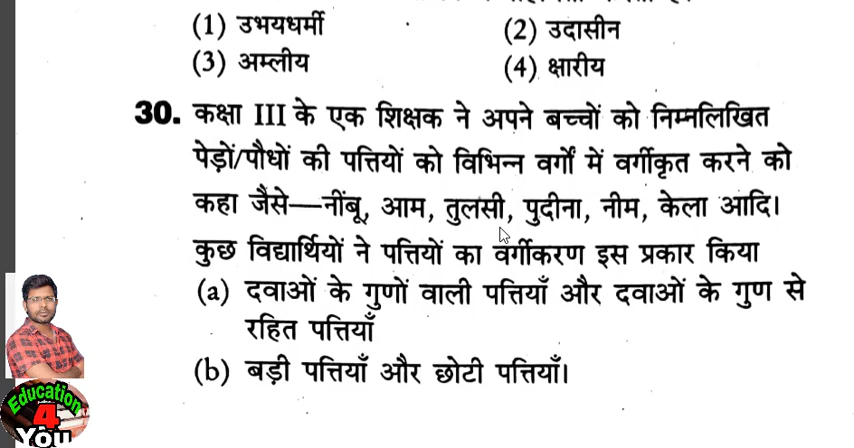 (1) उभयधर्मी (2) उदासीन
(3) अम्लीय (4) क्षारीय
30. कक्षा III के एक शिक्षक ने अपने बच्चों को निम्नलिखित
पेड़ों/पौधों की पत्तियों को विभिन्न वर्गों में वर्गीकृत करने को
कहा जैसे—नींबू, आम, तुलसी, पुदीना, नीम, केला आदि।
कुछ विद्यार्थियों ने पत्तियों का वर्गीकरण इस प्रकार किया
(a) दवाओं के गुणों वाली पत्तियाँ और दवाओं के गुण से
रहित पत्तियाँ
(b) बड़ी पत्तियाँ और छोटी पत्तियाँ।
Education
4
You